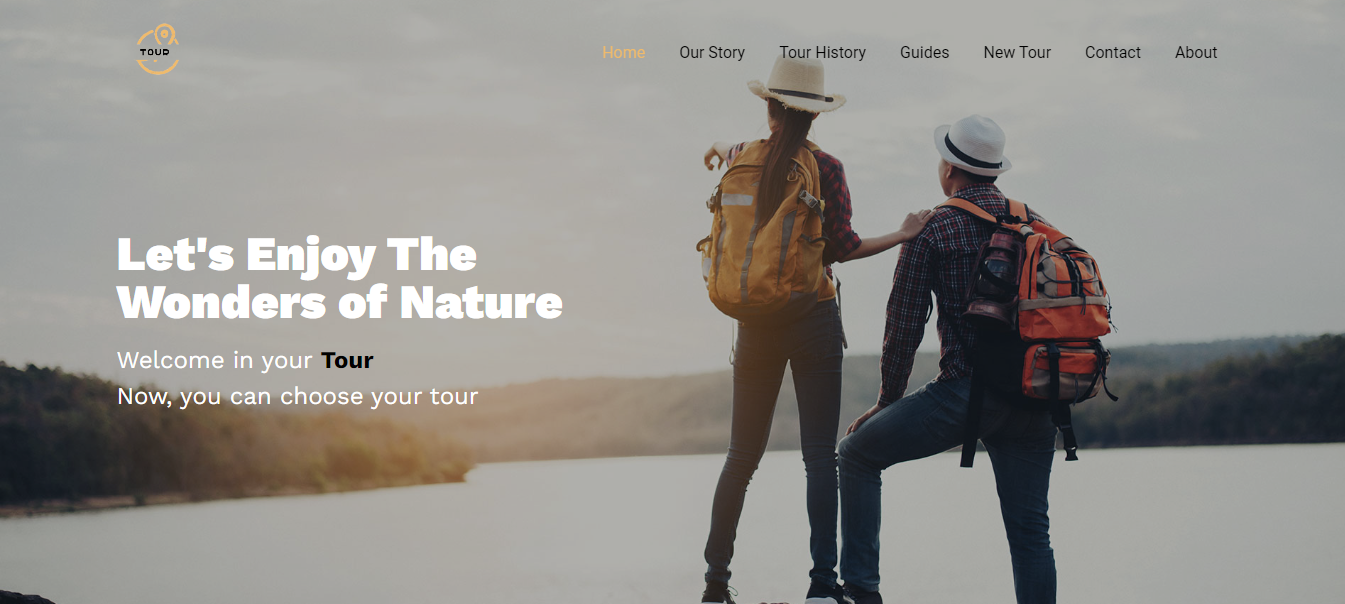 TOUR
Home Our Story Tour History Guides New Tour Contact About
Let's Enjoy The
Wonders of Nature
Welcome in your Tour
Now, you can choose your tour